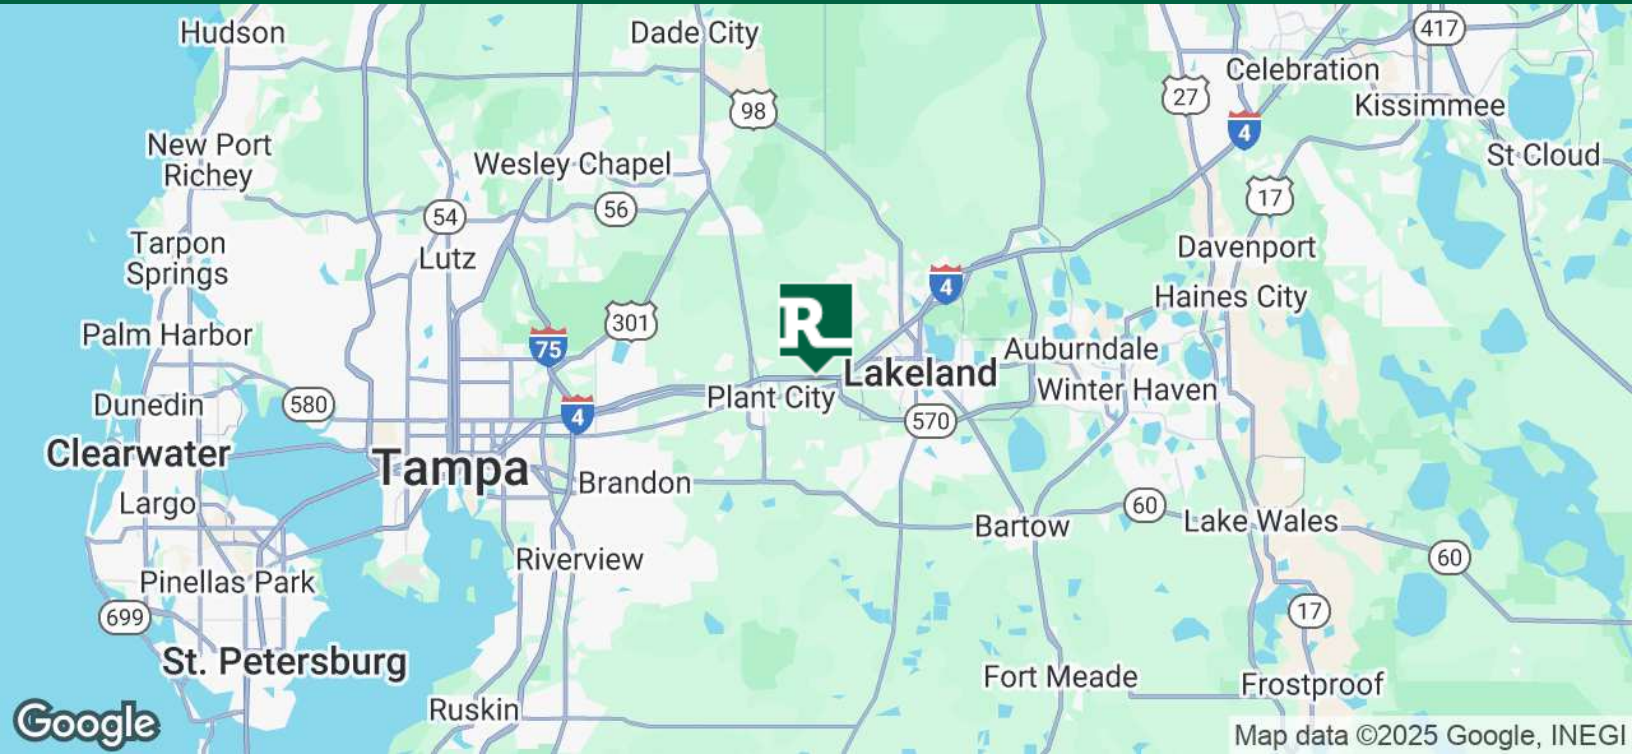 Hudson
Dade City
417
Celebration
27
98
Kissimmee
4
New Port
Richey
Wesley Chapel
St Cloud
17
54
56
Tarpon
Springs
Lutz
Davenport
4
Haines City
R
301
Palm Harbor
75
Auburndale
Lakeland
Winter Haven
Plant City
Dunedin
580
4
570
Clearwater
Tampa
Brandon
Largo
60
Lake Wales
Bartow
60
Riverview
Pinellas Park
699
17
St. Petersburg
Fort Meade
Frostproof
Ruskin
Google
Map data ©2025 Google, INEGI